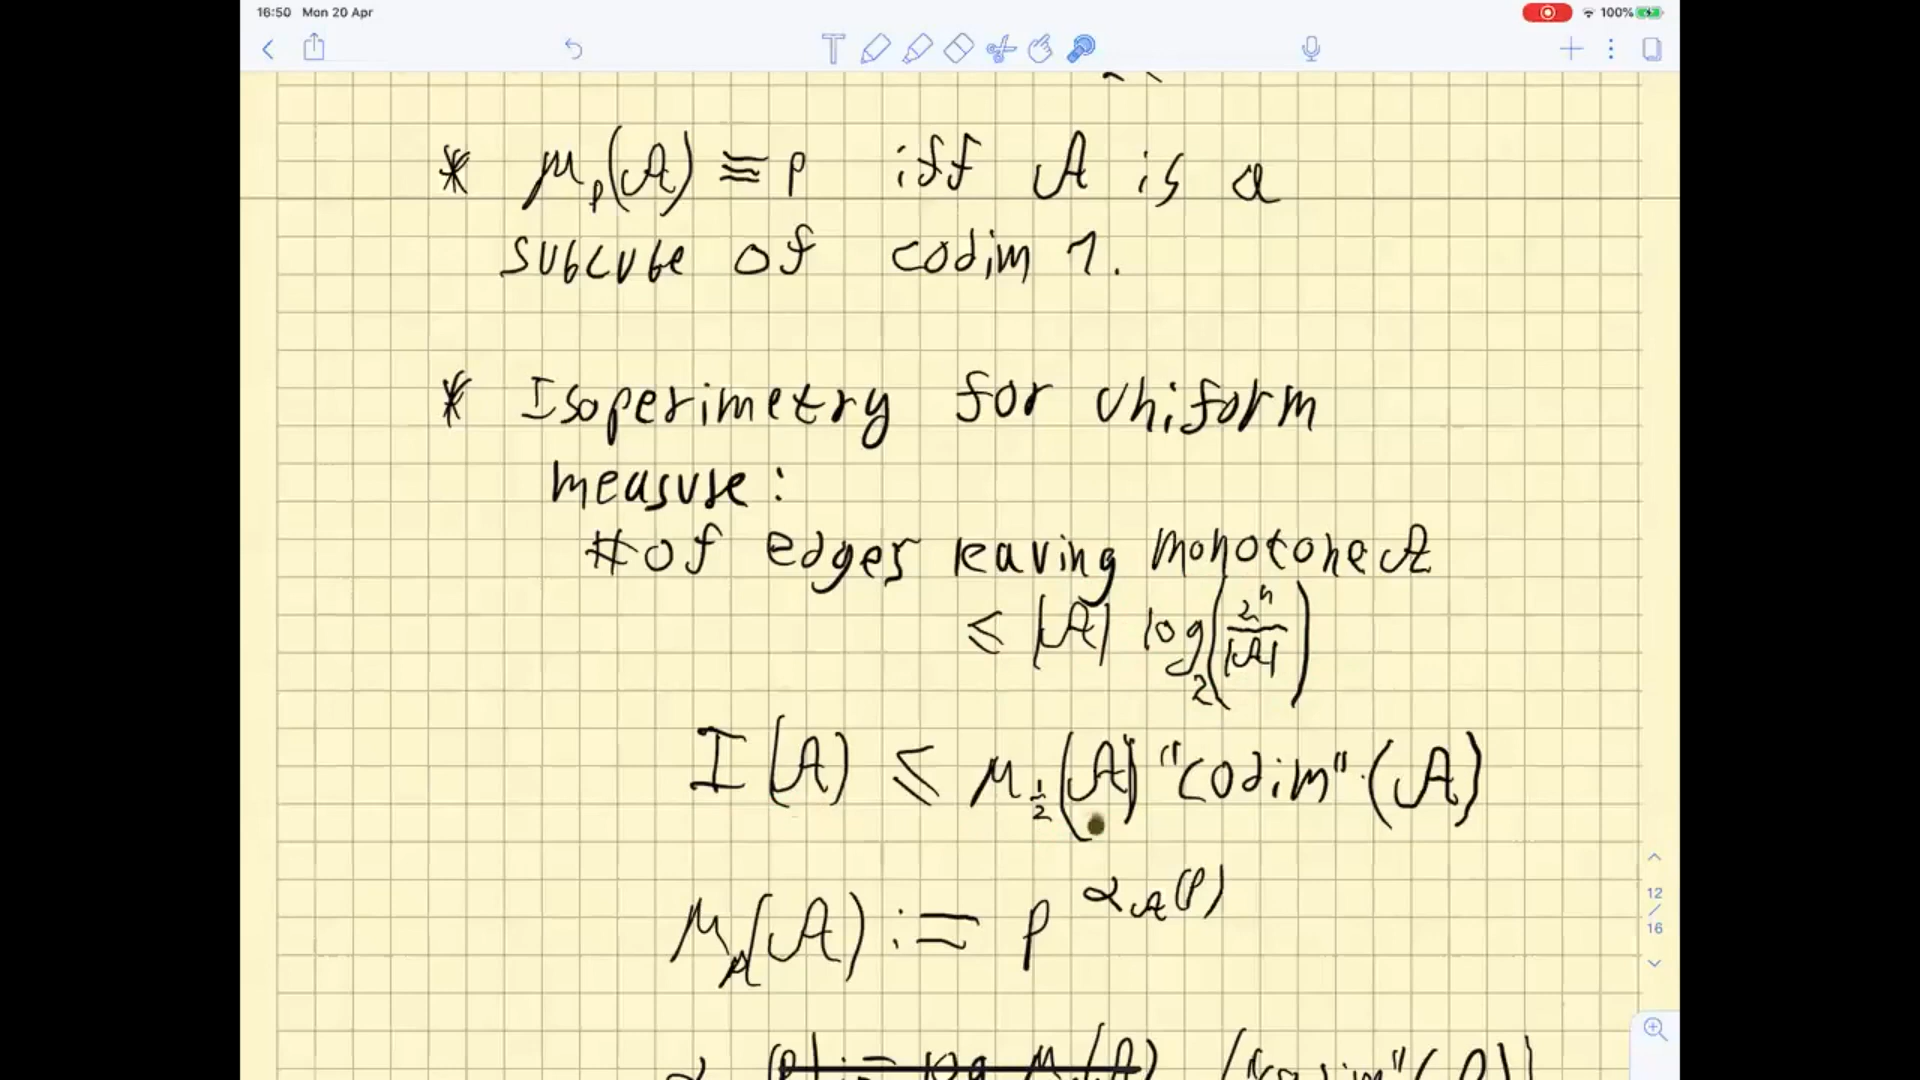 16:50 Mon 20 Apr
100%
* μ_p(A) ≡ p iff A is a
subcube of codim 1.
* Isoperimetry for uniform
measure:
# of edges leaving monotone A
≤ |A| log_2(2^n/|A|)
I(A) ≤ μ_{1/2}(A) "codim" (A)
μ_p(A) := p^{α_A(p)}
12
/
16